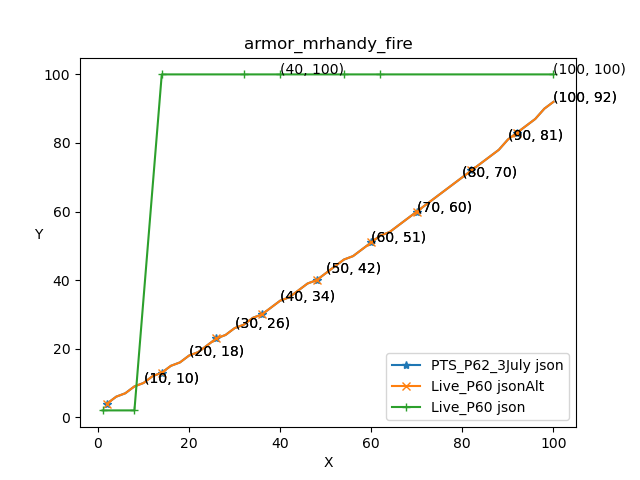 armor_mrhandy_fire
100
80
60
40
20
0
Y
(40, 100)
(100, 100)
(100, 92)
(90, 81)
(80, 70)
(70, 60)
(60, 51)
(50, 42)
(40, 34)
(30, 26)
(20, 18)
(10, 10)
PTS_P62_3July json
Live_P60 jsonAlt
Live_P60 json
0 20 40 60 80 100
X